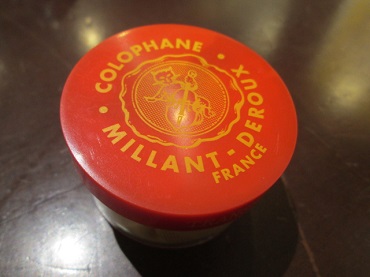 COLOPHANE
• MILLANT - DEROUX •
FRANCE